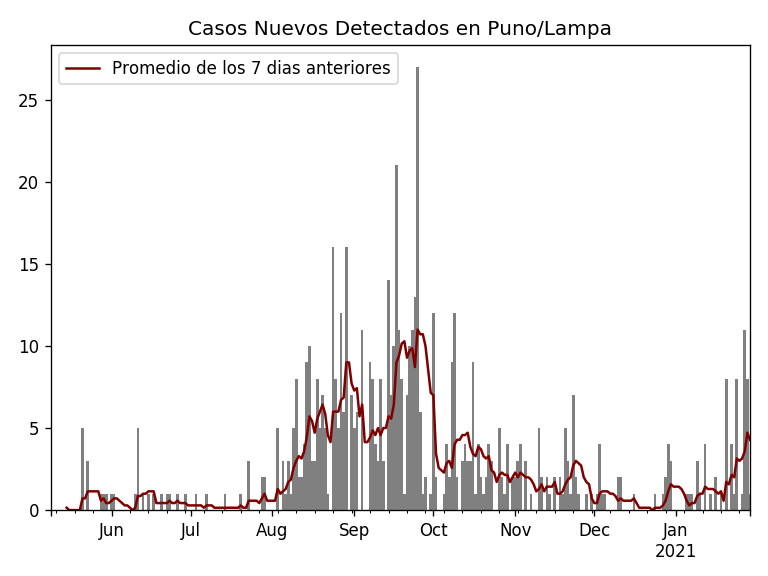 Casos Nuevos Detectados en Puno/Lampa
Promedio de los 7 dias anteriores
25
20
15
10
5
0
Jun Jul Aug Sep Oct Nov Dec Jan
2021